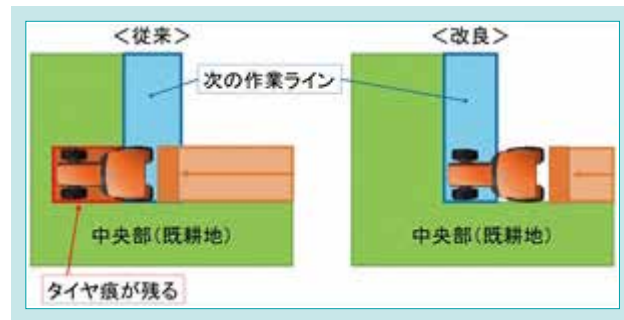 ＜従来＞
＜改良＞
次の作業ライン
中央部(既耕地)
中央部(既耕地)
タイヤ痕が残る